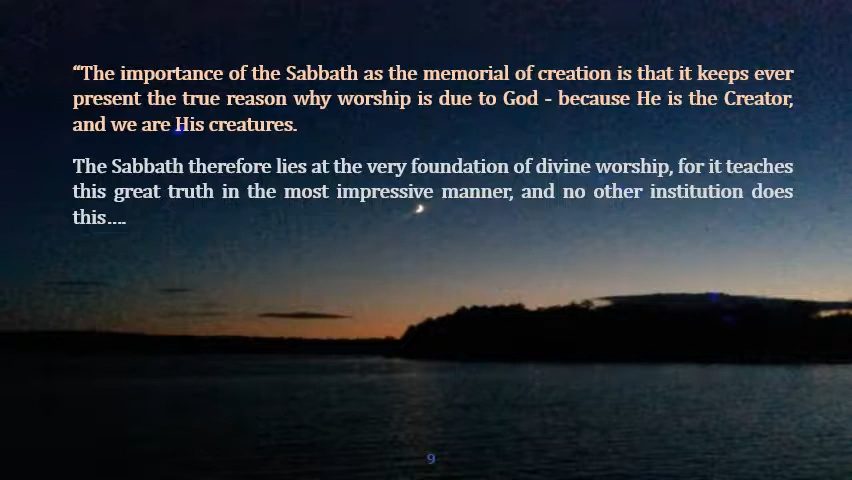 “The importance of the Sabbath as the memorial of creation is that it keeps ever
present the true reason why worship is due to God - because He is the Creator,
and we are His creatures.
The Sabbath therefore lies at the very foundation of divine worship, for it teaches
this great truth in the most impressive manner, and no other institution does
this….
9